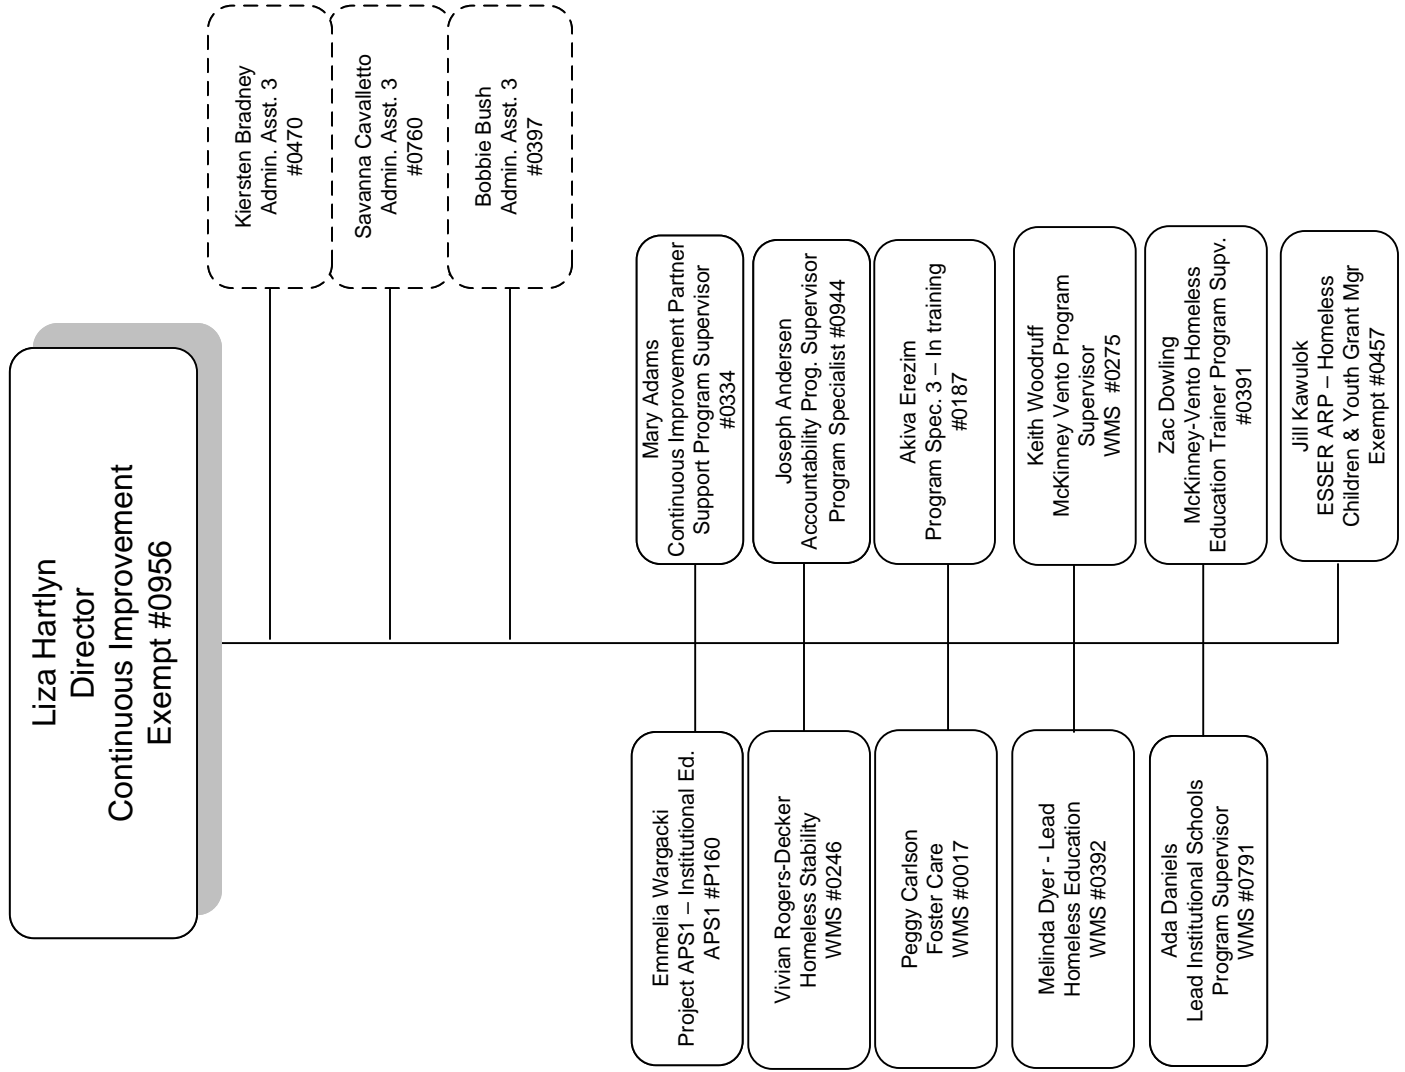 Liza Hartlyn
Director
Continuous Improvement
Exempt #0956
Kiersten Bradney
Admin. Asst. 3
#0470
Savanna Cavalletto
Admin. Asst. 3
#0760
Bobbie Bush
Admin. Asst. 3
#0397
Emmelia Wargacki
Project APS1 – Institutional Ed.
APS1 #P160
Mary Adams
Continuous Improvement Partner
Support Program Supervisor
#0334
Vivian Rogers-Decker
Homeless Stability
WMS #0246
Joseph Andersen
Accountability Prog. Supervisor
Program Specialist #0944
Peggy Carlson
Foster Care
WMS #0017
Akiva Erezim
Program Spec. 3 – In training
#0187
Melinda Dyer - Lead
Homeless Education
WMS #0392
Keith Woodruff
McKinney Vento Program
Supervisor
WMS  #0275
Ada Daniels
Lead Institutional Schools
Program Supervisor
WMS #0791
Zac Dowling
McKinney-Vento Homeless
Education Trainer Program Supv.
#0391
Jill Kawulok
ESSER ARP – Homeless
Children & Youth Grant Mgr
Exempt #0457